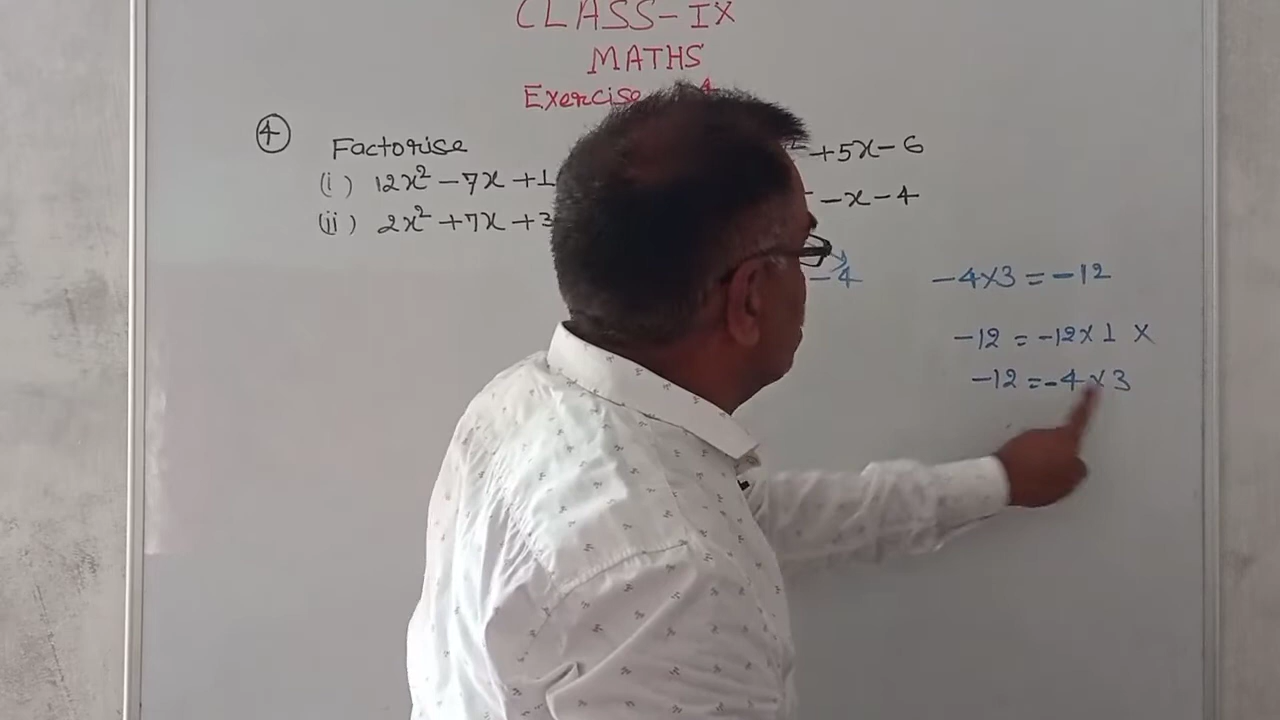 CLASS-IX
MATHS
Exercise 4
④ Factorise
(i) 12x² - 7x + 1
+5x-6
(ii) 2x² + 7x + 3
-x-4
-4
-4×3 = -12
-12 = -12×1 ×
-12 = -4×3